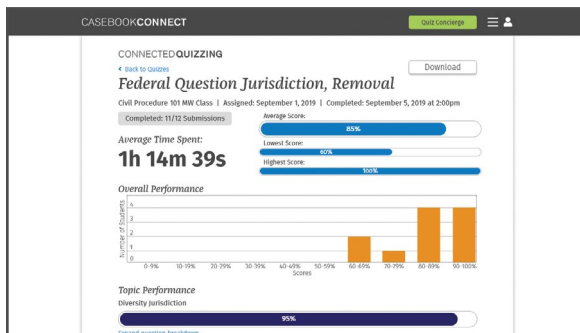 CASEBOOKCONNECT
Quiz Concierge
CONNECTEDQUIZZING
Back to Quizzes
Download
Federal Question Jurisdiction, Removal
Civil Procedure 101 MW Class | Assigned: September 1, 2019 | Completed: September 5, 2019 at 2:00pm
Completed: 11/12 Submissions
Average Score:
85%
Average Time Spent:
Lowest Score:
60%
1h 14m 39s
Highest Score:
100%
Overall Performance
Number of Students
4
3
2
1
0
0-9% 10-19% 20-29% 30-39% 40-49% 50-59% 60-69% 70-79% 80-89% 90-100%
Scores
Topic Performance
Diversity Jurisdiction
95%
Expand question breakdown